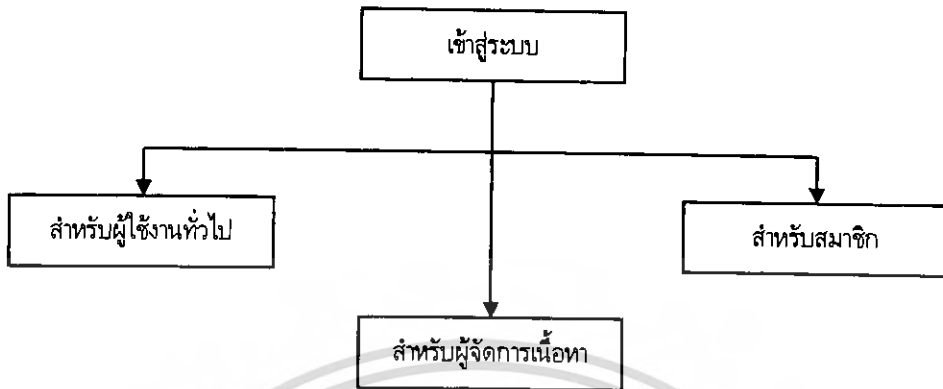 เข้าสู่ระบบ
สำหรับผู้ใช้งานทั่วไป
สำหรับสมาชิก
สำหรับผู้จัดการเนื้อหา